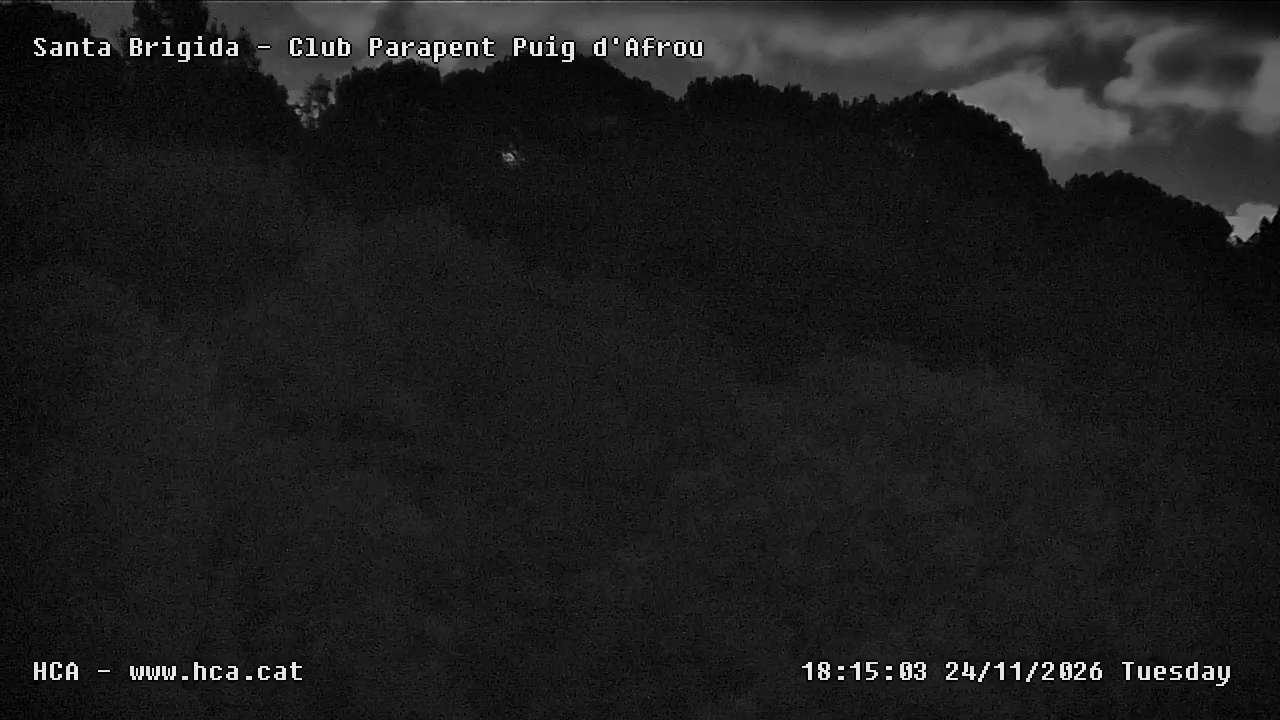 Santa Brigida - Club Parapent Puig d'Afrou
HCA - www.hca.cat
18:15:03 24/11/2026 Tuesday